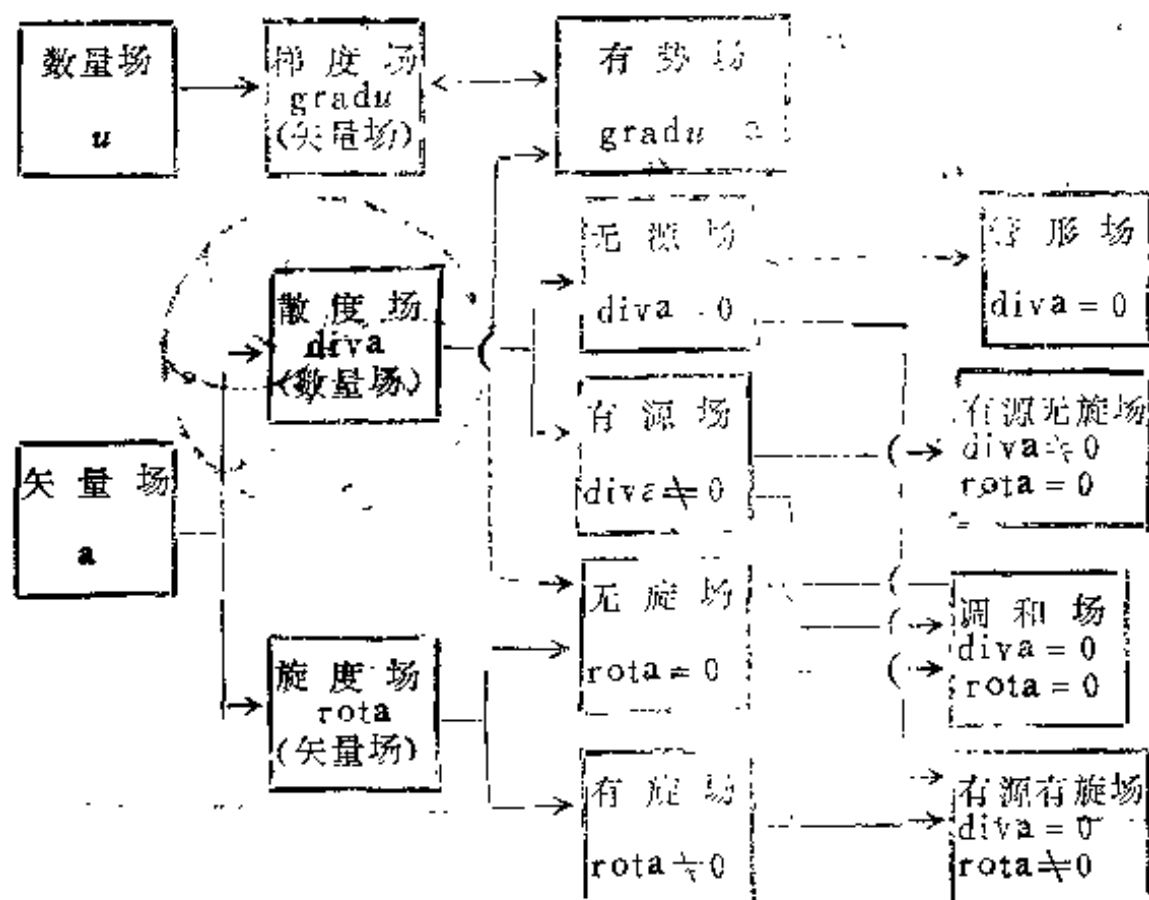 数量场
u
梯度场
gradu
(矢量场)
有势场
gradu = a
无源场
diva = 0
管形场
diva = 0
散度场
diva
(数量场)
有源场
diva ≠ 0
有源无旋场
diva ≠ 0
rota = 0
矢量场
a
无旋场
rota = 0
调和场
diva = 0
rota = 0
旋度场
rota
(矢量场)
有旋场
rota ≠ 0
有源有旋场
diva = 0
rota ≠ 0